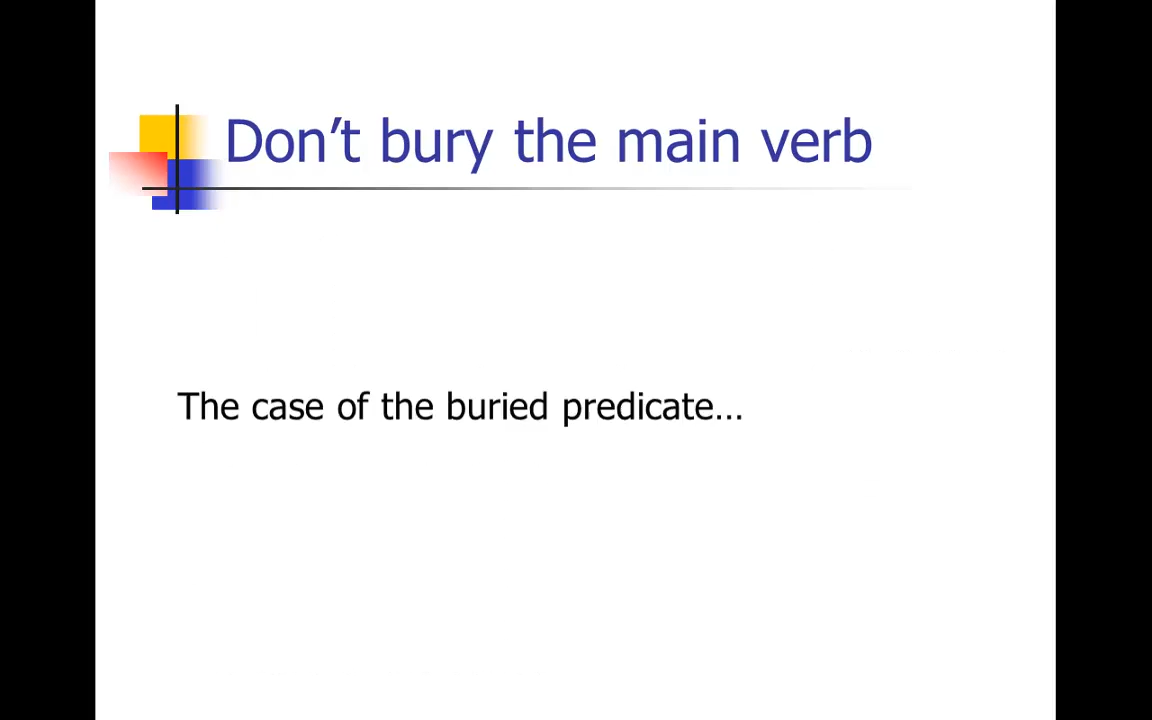 Don’t bury the main verb
The case of the buried predicate…